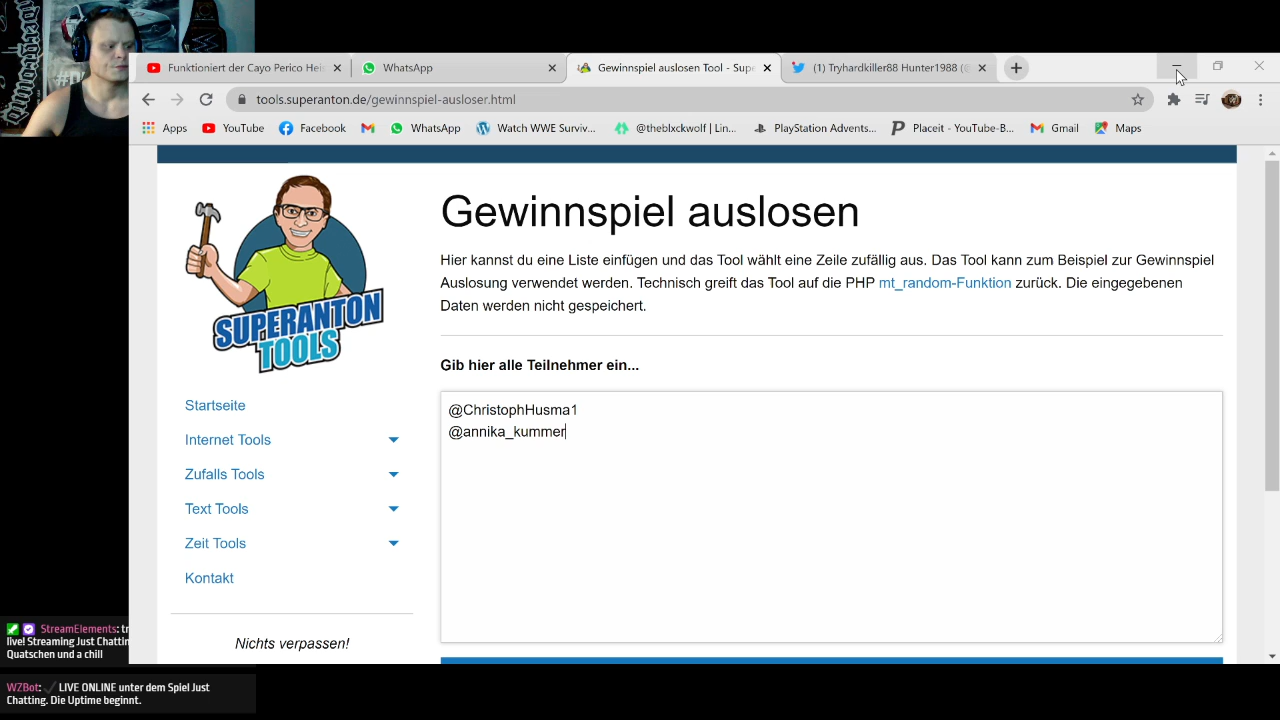 Funktioniert der Cayo Perico Heis
WhatsApp
Gewinnspiel auslosen Tool - Supe
(1) Tryhardkiller88 Hunter1988 (@
tools.superanton.de/gewinnspiel-ausloser.html
Apps
YouTube
Facebook
WhatsApp
Watch WWE Surviv...
@theblxckwolf | Lin...
PlayStation Advents...
Placeit - YouTube-B...
Gmail
Maps
SUPERANTON
TOOLS
Startseite
Internet Tools
Zufalls Tools
Text Tools
Zeit Tools
Kontakt
Nichts verpassen!
Gewinnspiel auslosen
Hier kannst du eine Liste einfügen und das Tool wählt eine Zeile zufällig aus. Das Tool kann zum Beispiel zur Gewinnspiel
Auslosung verwendet werden. Technisch greift das Tool auf die PHP mt_random-Funktion zurück. Die eingegebenen
Daten werden nicht gespeichert.
Gib hier alle Teilnehmer ein...
@ChristophHusma1
@annika_kummer
StreamElements: tr
live! Streaming Just Chattin
Quatschen und a chill
WZBot: ✓ LIVE ONLINE unter dem Spiel Just
Chatting. Die Uptime beginnt.